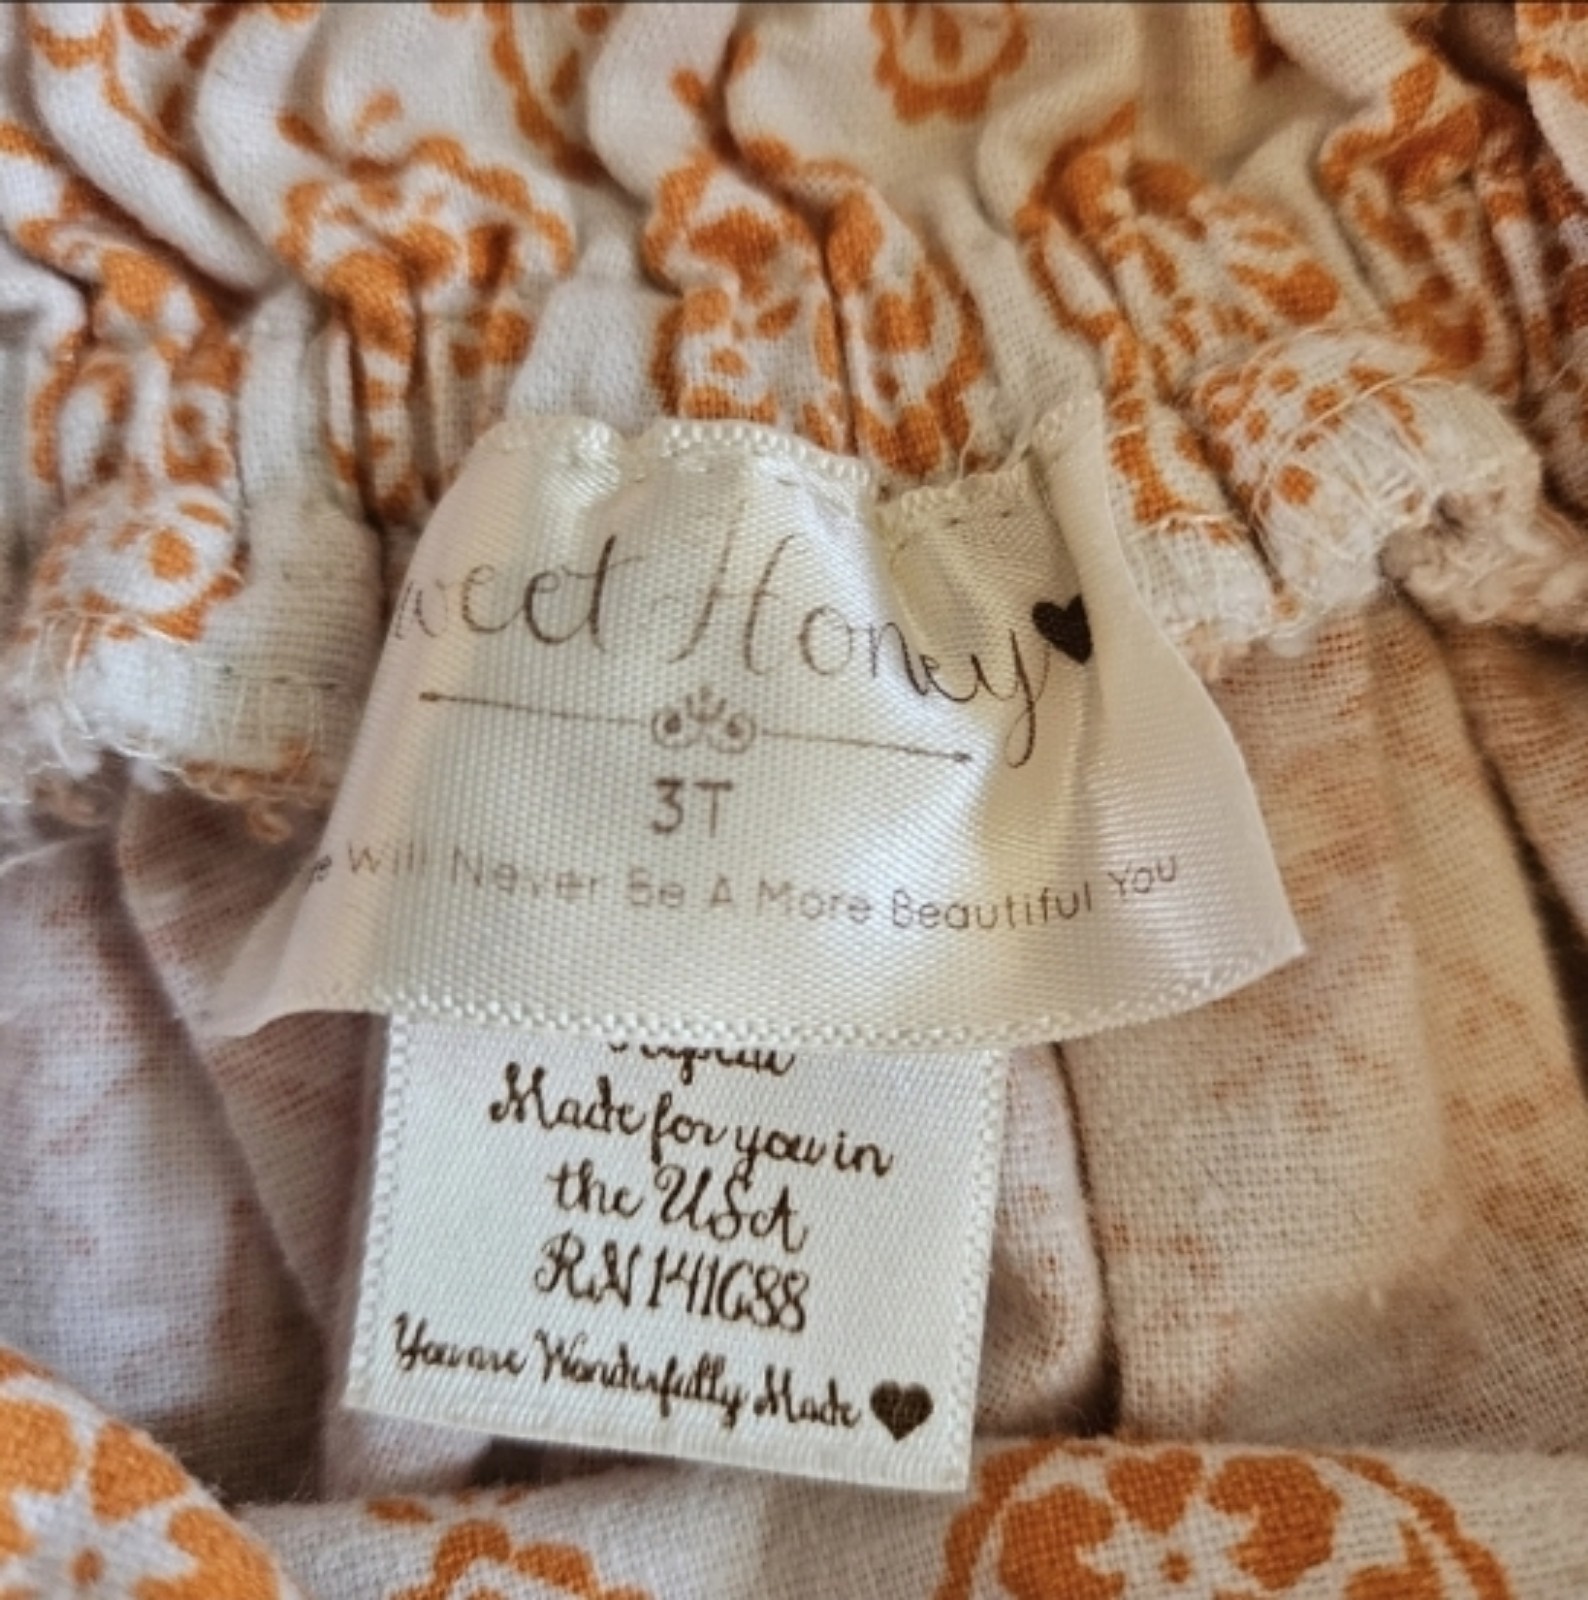 weet Honey
3T
e Will Never Be A More Beautiful You
Made for you in
the USA
RN 141688
You are Wonderfully Made